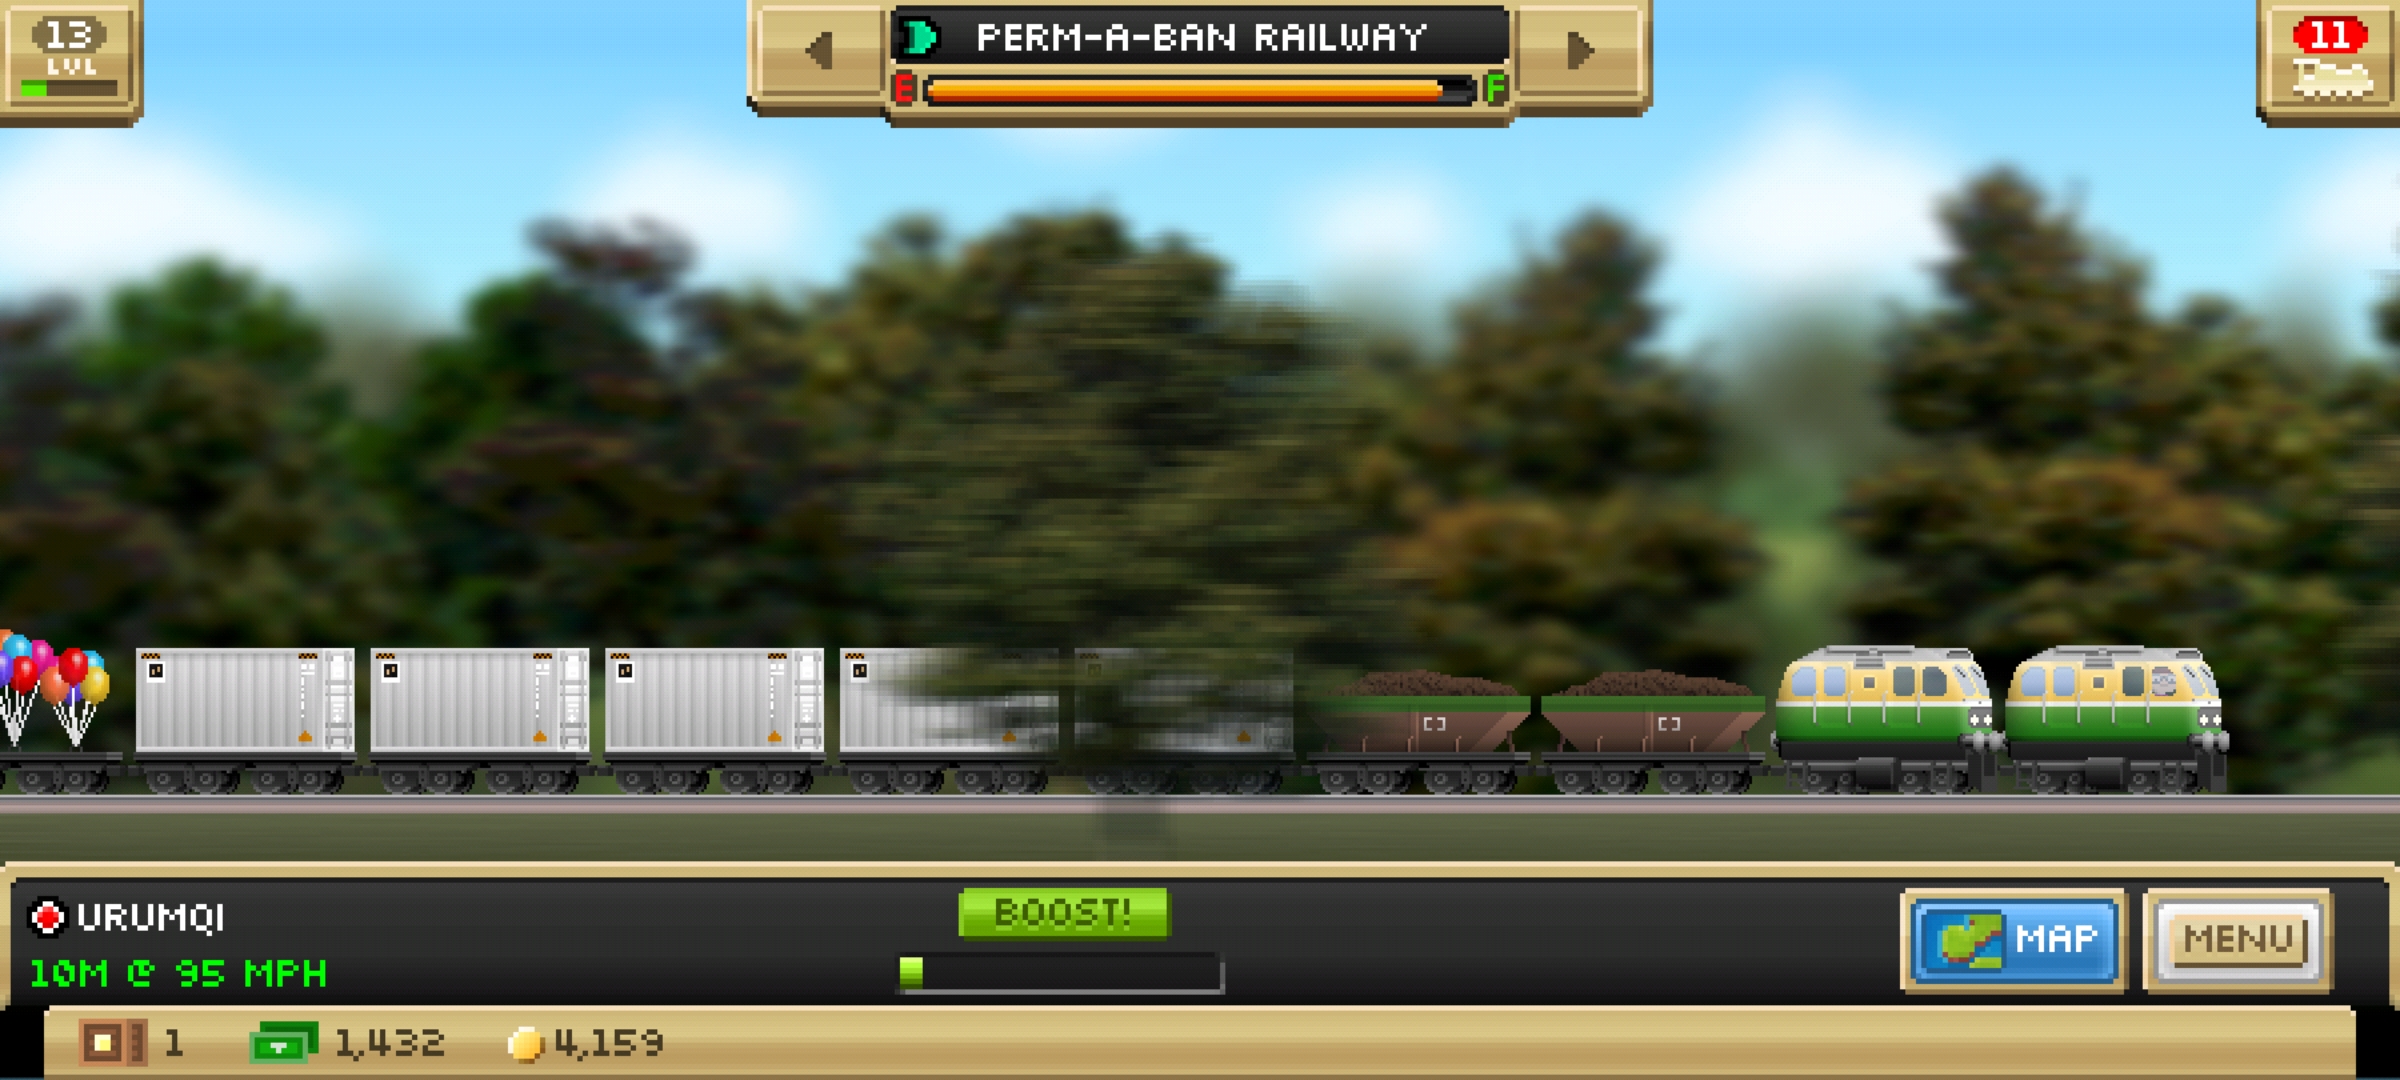 13
LVL
PERM-A-BAN RAILWAY
E F
11
URUMQI
10M @ 95 MPH
BOOST!
MAP
MENU
1 1,432 4,159